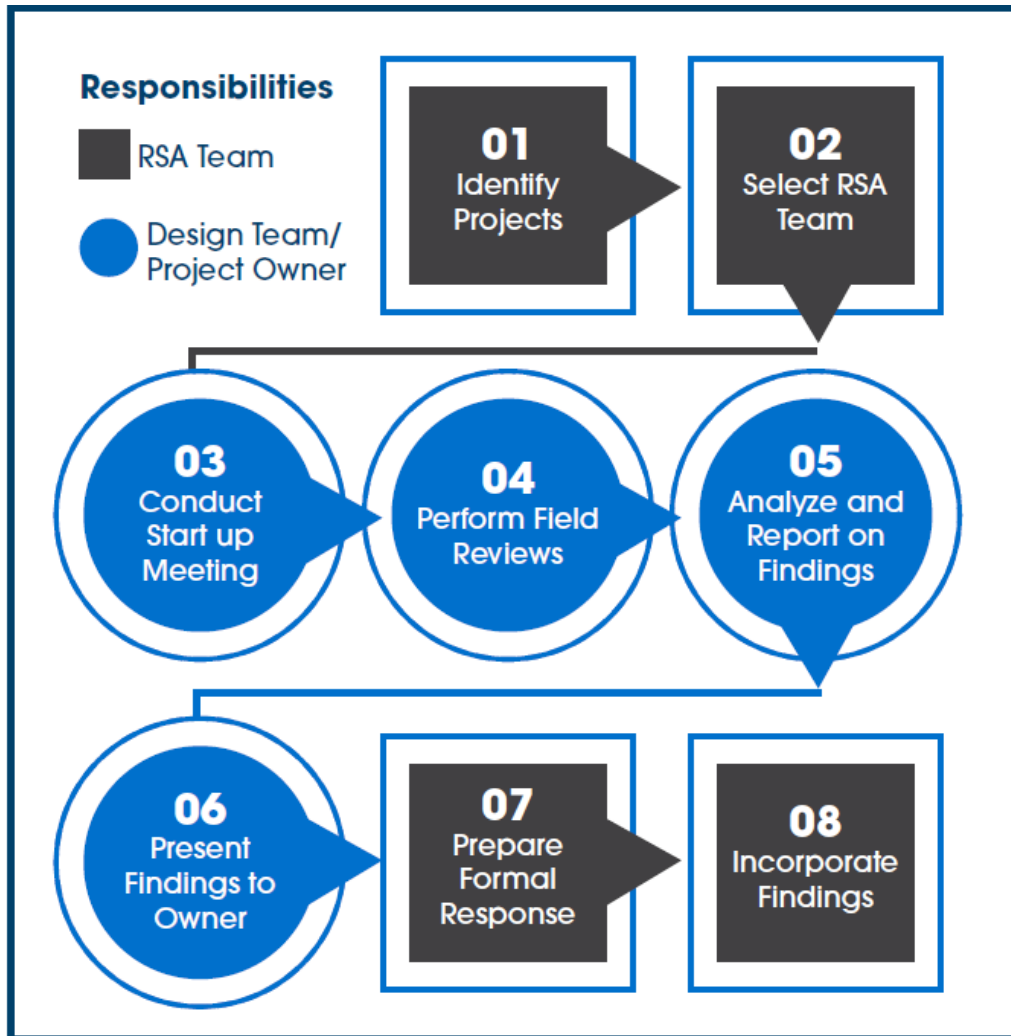 Responsibilities
RSA Team
Design Team/
Project Owner
01
Identify
Projects
02
Select RSA
Team
03
Conduct
Start up
Meeting
04
Perform Field
Reviews
05
Analyze and
Report on
Findings
06
Present
Findings to
Owner
07
Prepare
Formal
Response
08
Incorporate
Findings